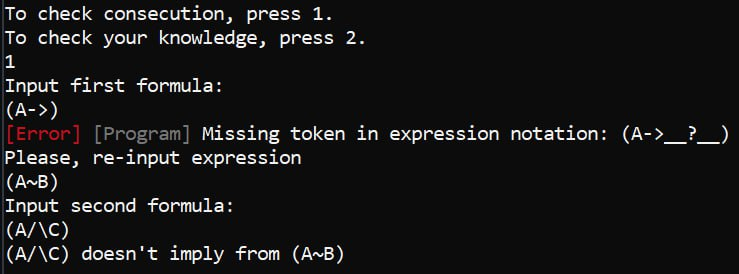 To check consecution, press 1.
To check your knowledge, press 2.
1
Input first formula:
(A->)
[Error] [Program] Missing token in expression notation: (A->__?__)
Please, re-input expression
(A~B)
Input second formula:
(A/\C)
(A/\C) doesn't imply from (A~B)